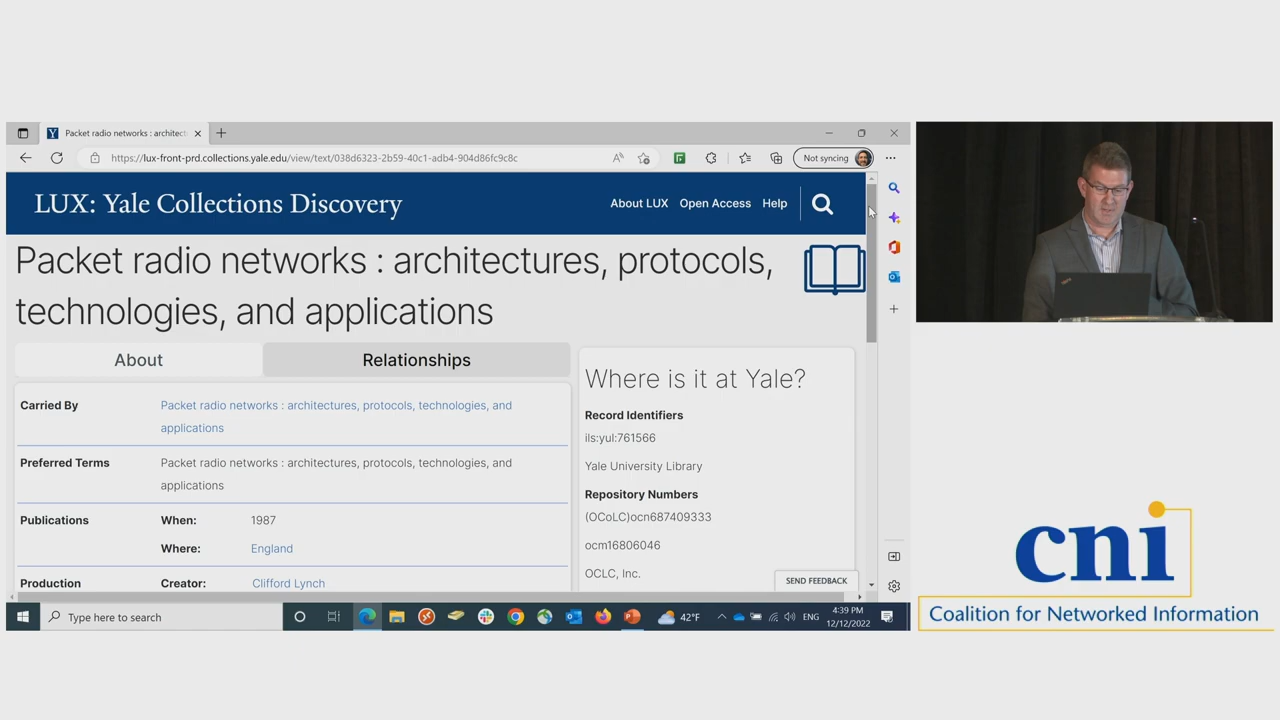 Packet radio networks : architect
https://lux-front-prd.collections.yale.edu/view/text/038d6323-2b59-40c1-adb4-904d86fc9c8c
Not syncing
LUX: Yale Collections Discovery
About LUX
Open Access
Help
Packet radio networks : architectures, protocols,
technologies, and applications
About
Relationships
Carried By
Packet radio networks : architectures, protocols, technologies, and
applications
Preferred Terms
Packet radio networks : architectures, protocols, technologies, and
applications
Publications
When:
1987
Where:
England
Production
Creator:
Clifford Lynch
Where is it at Yale?
Record Identifiers
ils:yul:761566
Yale University Library
Repository Numbers
(OCoLC)ocn687409333
ocm16806046
OCLC, Inc.
SEND FEEDBACK
Type here to search
42°F
ENG
4:39 PM
12/12/2022
cni
Coalition for Networked Information